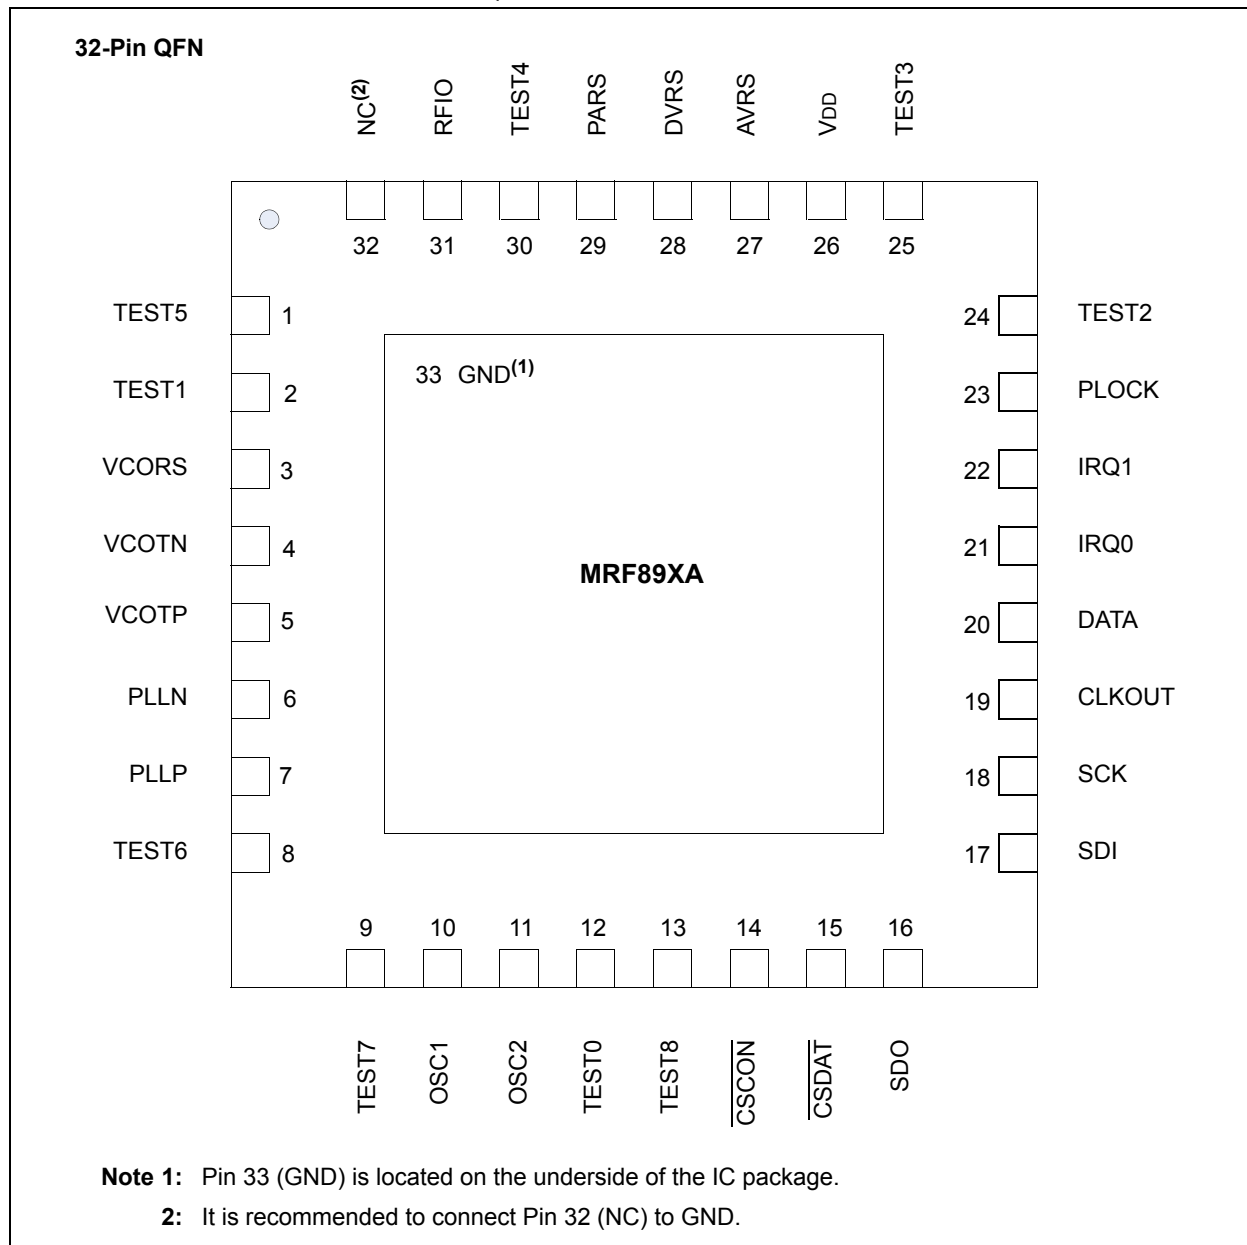 32-Pin QFN
NC(2)
RFIO
TEST4
PARS
DVRS
AVRS
VDD
TEST3
32 31 30 29 28 27 26 25
TEST5 1
TEST1 2
VCORS 3
VCOTN 4
VCOTP 5
PLLN 6
PLLP 7
TEST6 8
33 GND(1)
MRF89XA
24 TEST2
23 PLOCK
22 IRQ1
21 IRQ0
20 DATA
19 CLKOUT
18 SCK
17 SDI
9 10 11 12 13 14 15 16
TEST7
OSC1
OSC2
TEST0
TEST8
CSCON
CSDAT
SDO
Note 1: Pin 33 (GND) is located on the underside of the IC package.
2: It is recommended to connect Pin 32 (NC) to GND.